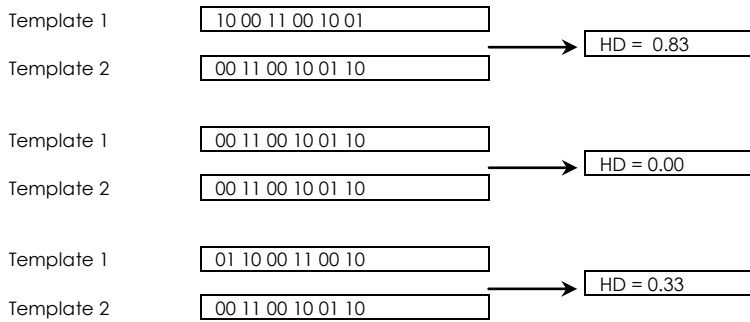 Template 1 10 00 11 00 10 01
HD = 0.83
Template 2 00 11 00 10 01 10
Template 1 00 11 00 10 01 10
HD = 0.00
Template 2 00 11 00 10 01 10
Template 1 01 10 00 11 00 10
HD = 0.33
Template 2 00 11 00 10 01 10